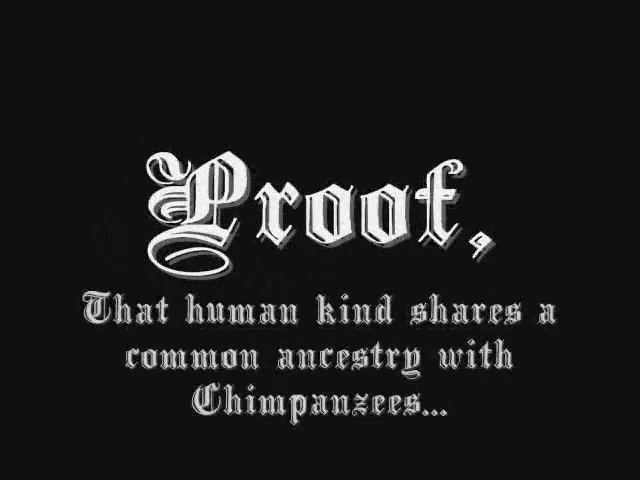 Proof,
That human kind shares a
common ancestry with
Chimpanzees...